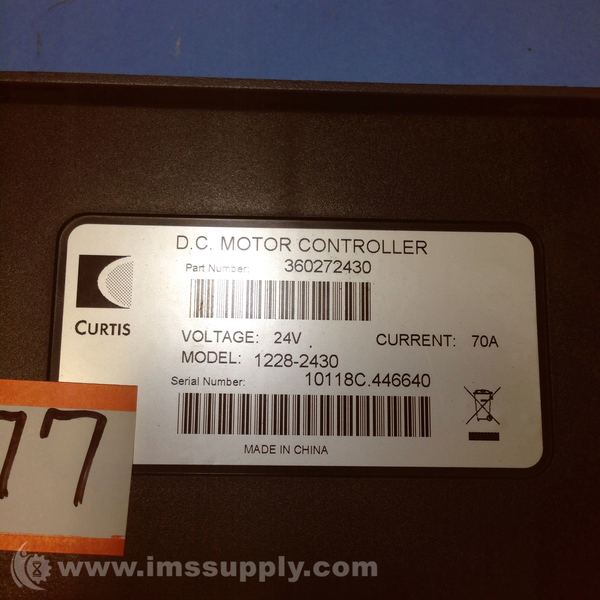 D.C. MOTOR CONTROLLER
Part Number: 360272430
CURTIS
VOLTAGE: 24V CURRENT: 70A
MODEL: 1228-2430
Serial Number: 10118C.446640
MADE IN CHINA
77
www.imssupply.com